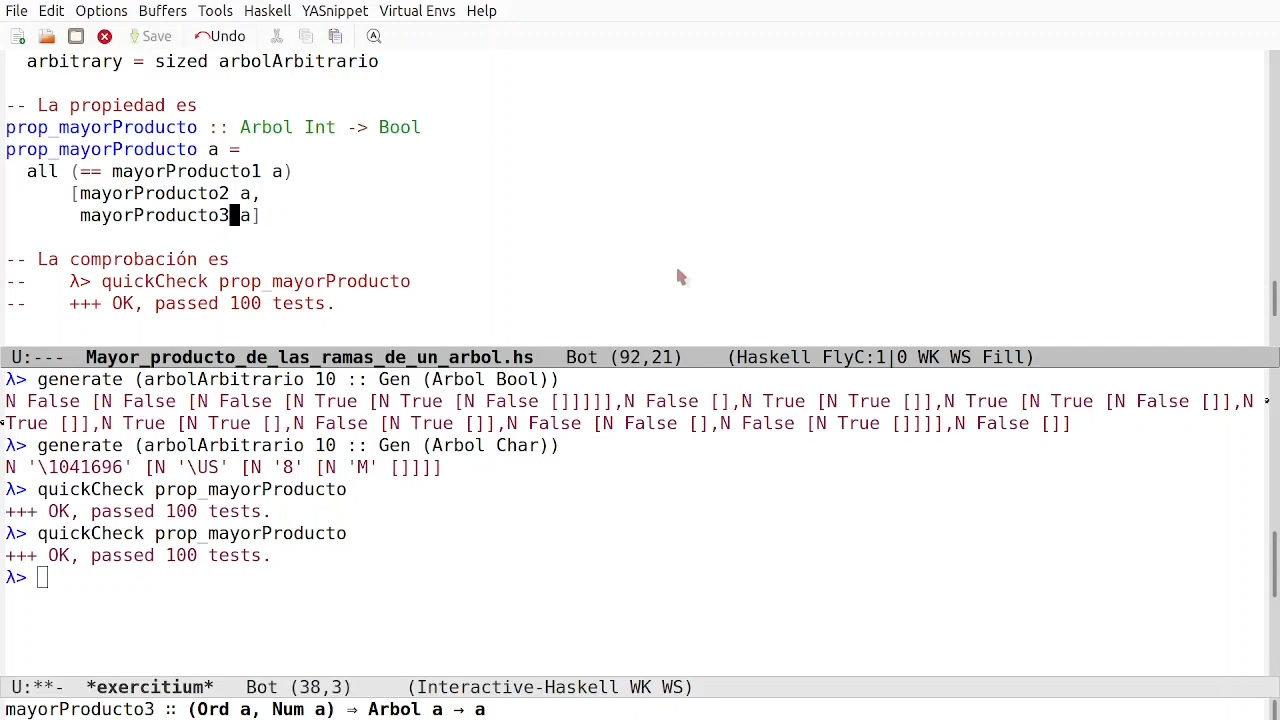 File Edit Options Buffers Tools Haskell YASnippet Virtual Envs Help
Save Undo
  arbitrary = sized arbolArbitrario
-- La propiedad es
prop_mayorProducto :: Arbol Int -> Bool
prop_mayorProducto a =
  all (== mayorProducto1 a)
      [mayorProducto2 a,
       mayorProducto3 a]
-- La comprobación es
--    λ> quickCheck prop_mayorProducto
--    +++ OK, passed 100 tests.
U:--- Mayor_producto_de_las_ramas_de_un_arbol.hs Bot (92,21) (Haskell FlyC:1|0 WK WS Fill)
λ> generate (arbolArbitrario 10 :: Gen (Arbol Bool))
N False [N False [N False [N True [N True [N False []]]]],N False [],N True [N True []],N True [N True [N False []],N
True []],N True [N True [],N False [N True []],N False [N False [],N False [N True []]]],N False []]
λ> generate (arbolArbitrario 10 :: Gen (Arbol Char))
N '\1041696' [N '\US' [N '8' [N 'M' []]]]
λ> quickCheck prop_mayorProducto
+++ OK, passed 100 tests.
λ> quickCheck prop_mayorProducto
+++ OK, passed 100 tests.
λ>
U:**- *exercitium* Bot (38,3) (Interactive-Haskell WK WS)
mayorProducto3 ∷ (Ord a, Num a) ⇒ Arbol a → a